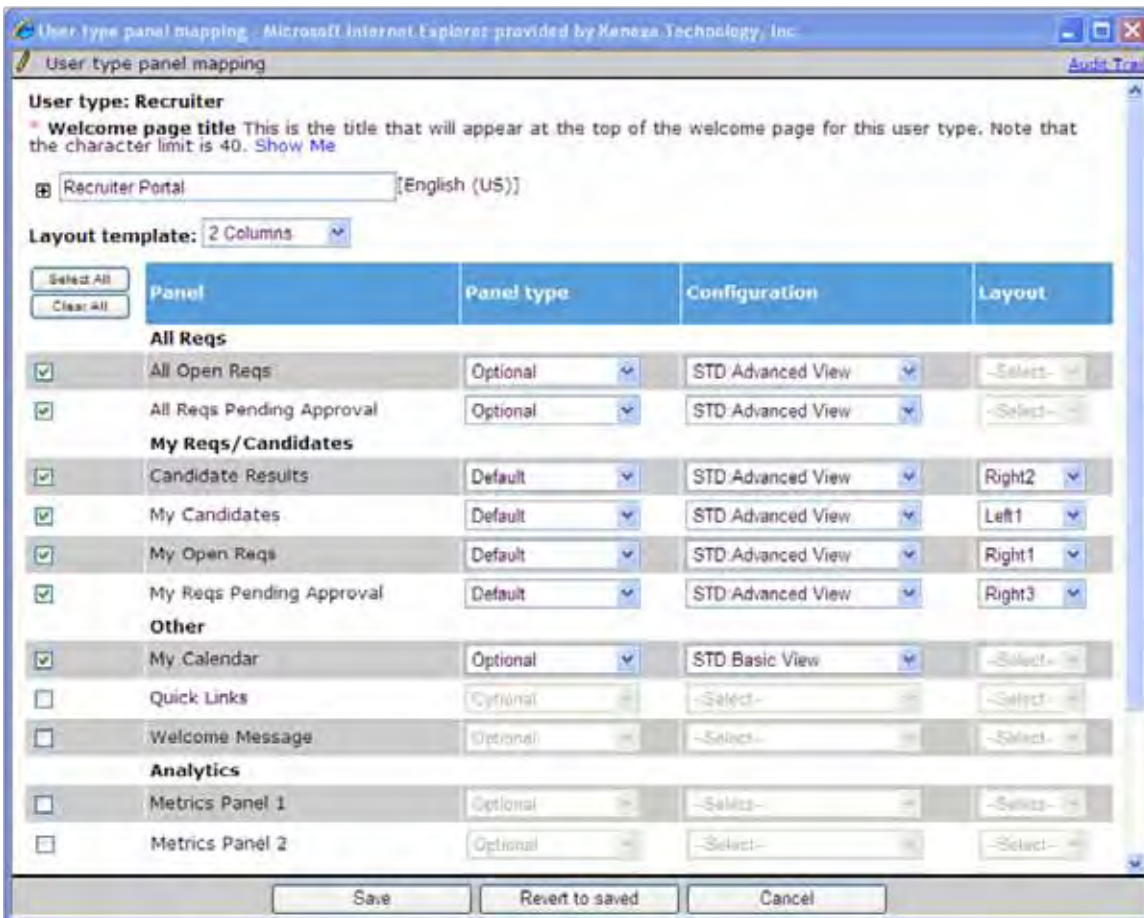 User type panel mapping - Microsoft Internet Explorer provided by Kenexa Technology, Inc.
User type panel mapping Audit Trai
User type: Recruiter
* Welcome page title This is the title that will appear at the top of the welcome page for this user type. Note that
the character limit is 40. Show Me
Recruiter Portal [English (US)]
Layout template: 2 Columns
Select All
Clear All
Panel Panel type Configuration Layout
All Reqs
All Open Reqs Optional STD Advanced View --Select--
All Reqs Pending Approval Optional STD Advanced View --Select--
My Reqs/Candidates
Candidate Results Default STD Advanced View Right2
My Candidates Default STD Advanced View Left1
My Open Reqs Default STD Advanced View Right1
My Reqs Pending Approval Default STD Advanced View Right3
Other
My Calendar Optional STD Basic View --Select--
Quick Links Optional --Select-- --Select--
Welcome Message Optional --Select-- --Select--
Analytics
Metrics Panel 1 Optional --Select-- --Select--
Metrics Panel 2 Optional --Select-- --Select--
Save Revert to saved Cancel